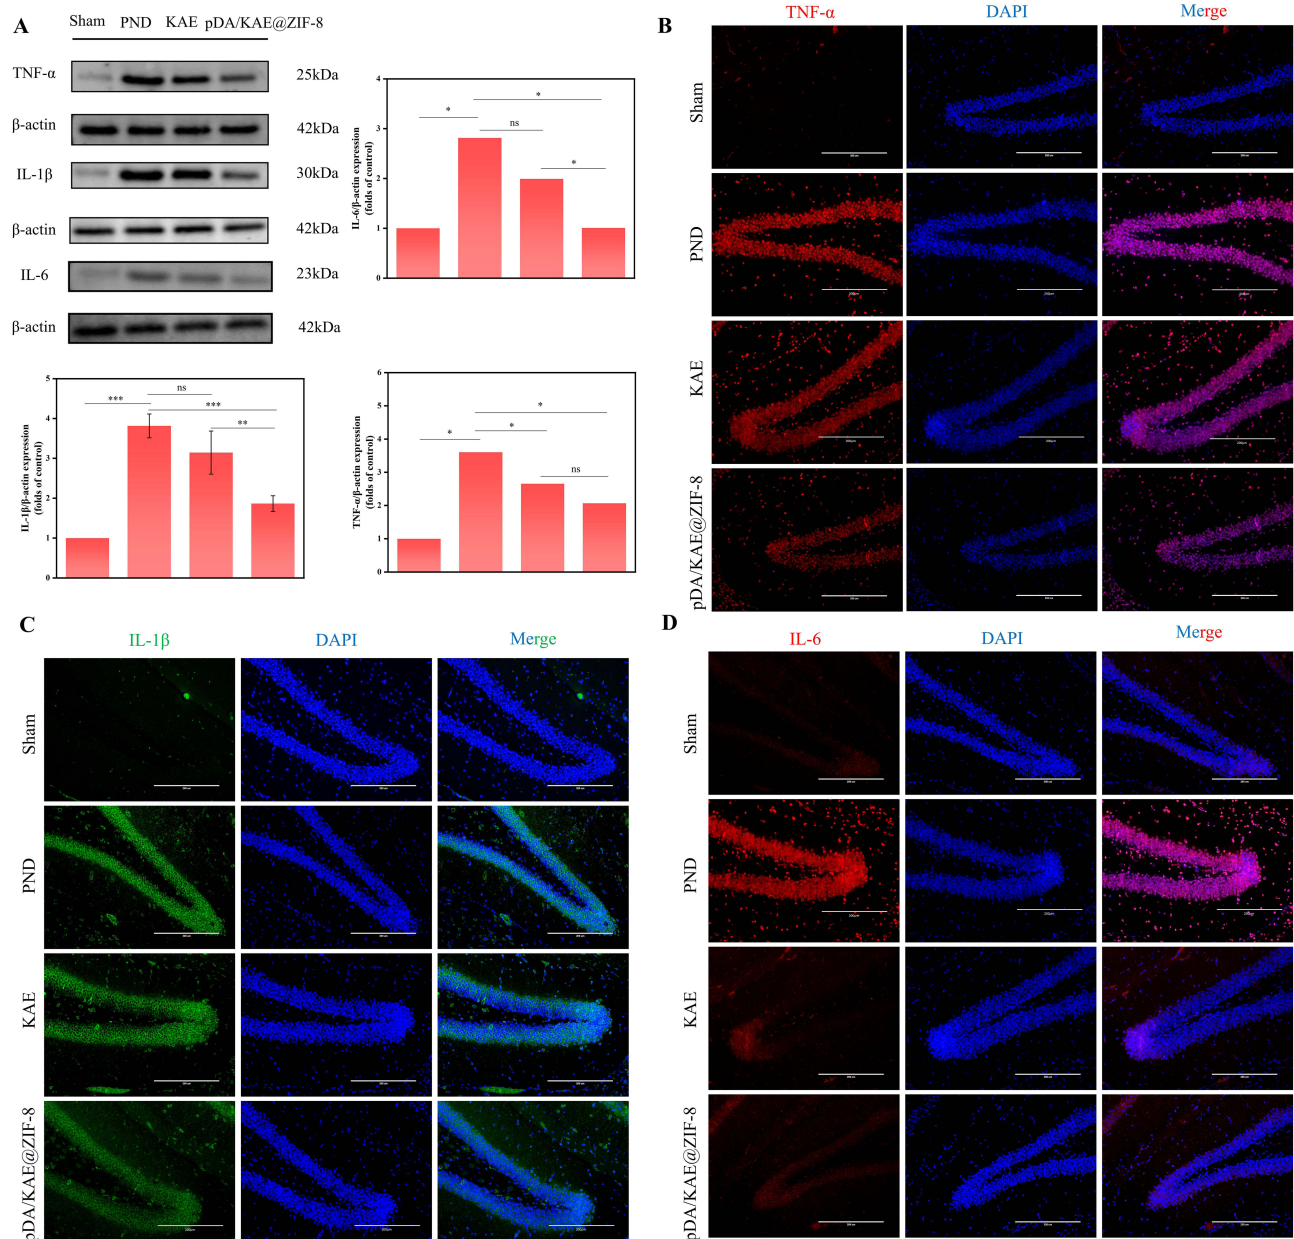 A
Sham PND KAE pDA/KAE@ZIF-8
TNF-α 25kDa
β-actin 42kDa
IL-1β 30kDa
β-actin 42kDa
IL-6 23kDa
β-actin 42kDa
IL-6/β-actin expression
(folds of control)
4
3
2
1
0
*
*
ns
*
IL-1β/β-actin expression
(folds of control)
5
4
3
2
1
0
ns
***
***
**
TNF-α/β-actin expression
(folds of control)
6
4
2
0
*
*
*
ns
B
TNF-α DAPI Merge
Sham
PND
KAE
pDA/KAE@ZIF-8
200μm
C
IL-1β DAPI Merge
Sham
PND
KAE
pDA/KAE@ZIF-8
200μm
D
IL-6 DAPI Merge
Sham
PND
KAE
pDA/KAE@ZIF-8
200μm